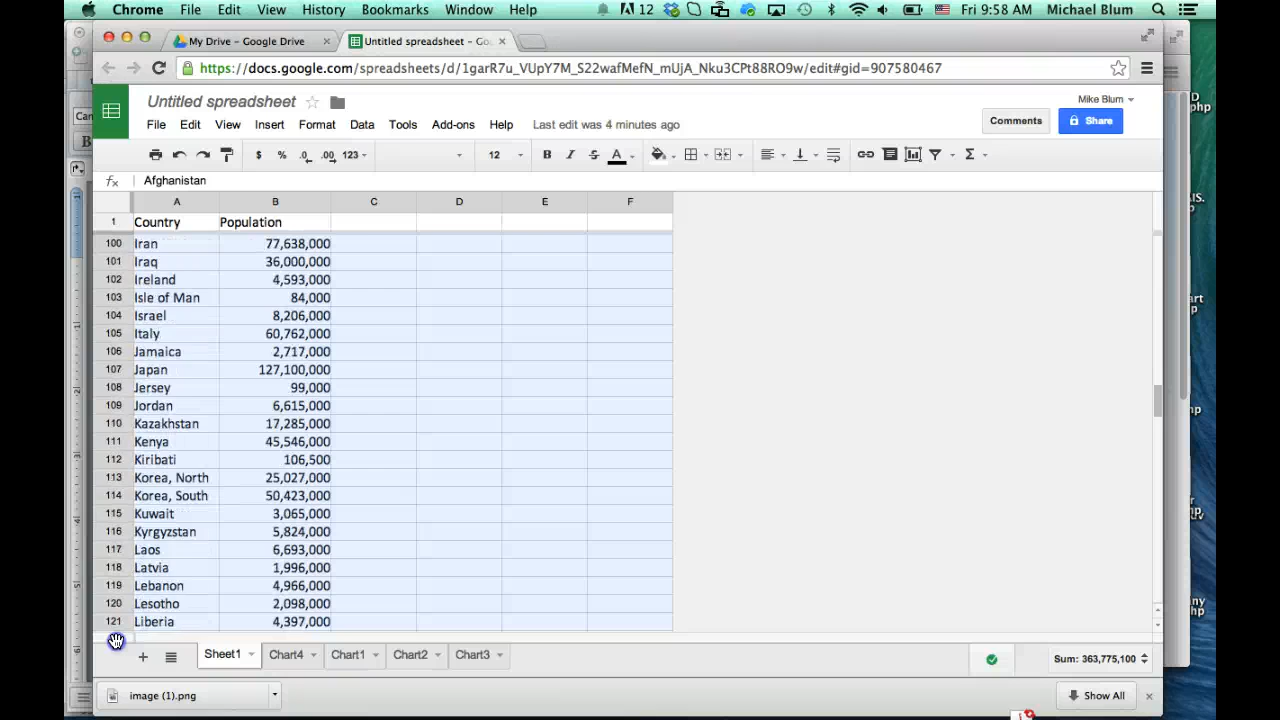 Chrome File Edit View History Bookmarks Window Help 12 Fri 9:58 AM Michael Blum
My Drive - Google Drive Untitled spreadsheet - Go
https://docs.google.com/spreadsheets/d/1garR7u_VUpY7M_S22wafMefN_mUjA_Nku3CPt88RO9w/edit#gid=907580467
Untitled spreadsheet Mike Blum
File Edit View Insert Format Data Tools Add-ons Help Last edit was 4 minutes ago Comments Share
$ % .0 .00 123 12 B I S A Σ
fx Afghanistan
A B C D E F
1 Country Population
100 Iran 77,638,000
101 Iraq 36,000,000
102 Ireland 4,593,000
103 Isle of Man 84,000
104 Israel 8,206,000
105 Italy 60,762,000
106 Jamaica 2,717,000
107 Japan 127,100,000
108 Jersey 99,000
109 Jordan 6,615,000
110 Kazakhstan 17,285,000
111 Kenya 45,546,000
112 Kiribati 106,500
113 Korea, North 25,027,000
114 Korea, South 50,423,000
115 Kuwait 3,065,000
116 Kyrgyzstan 5,824,000
117 Laos 6,693,000
118 Latvia 1,996,000
119 Lebanon 4,966,000
120 Lesotho 2,098,000
121 Liberia 4,397,000
Sheet1 Chart4 Chart1 Chart2 Chart3 Sum: 363,775,100
image (1).png Show All